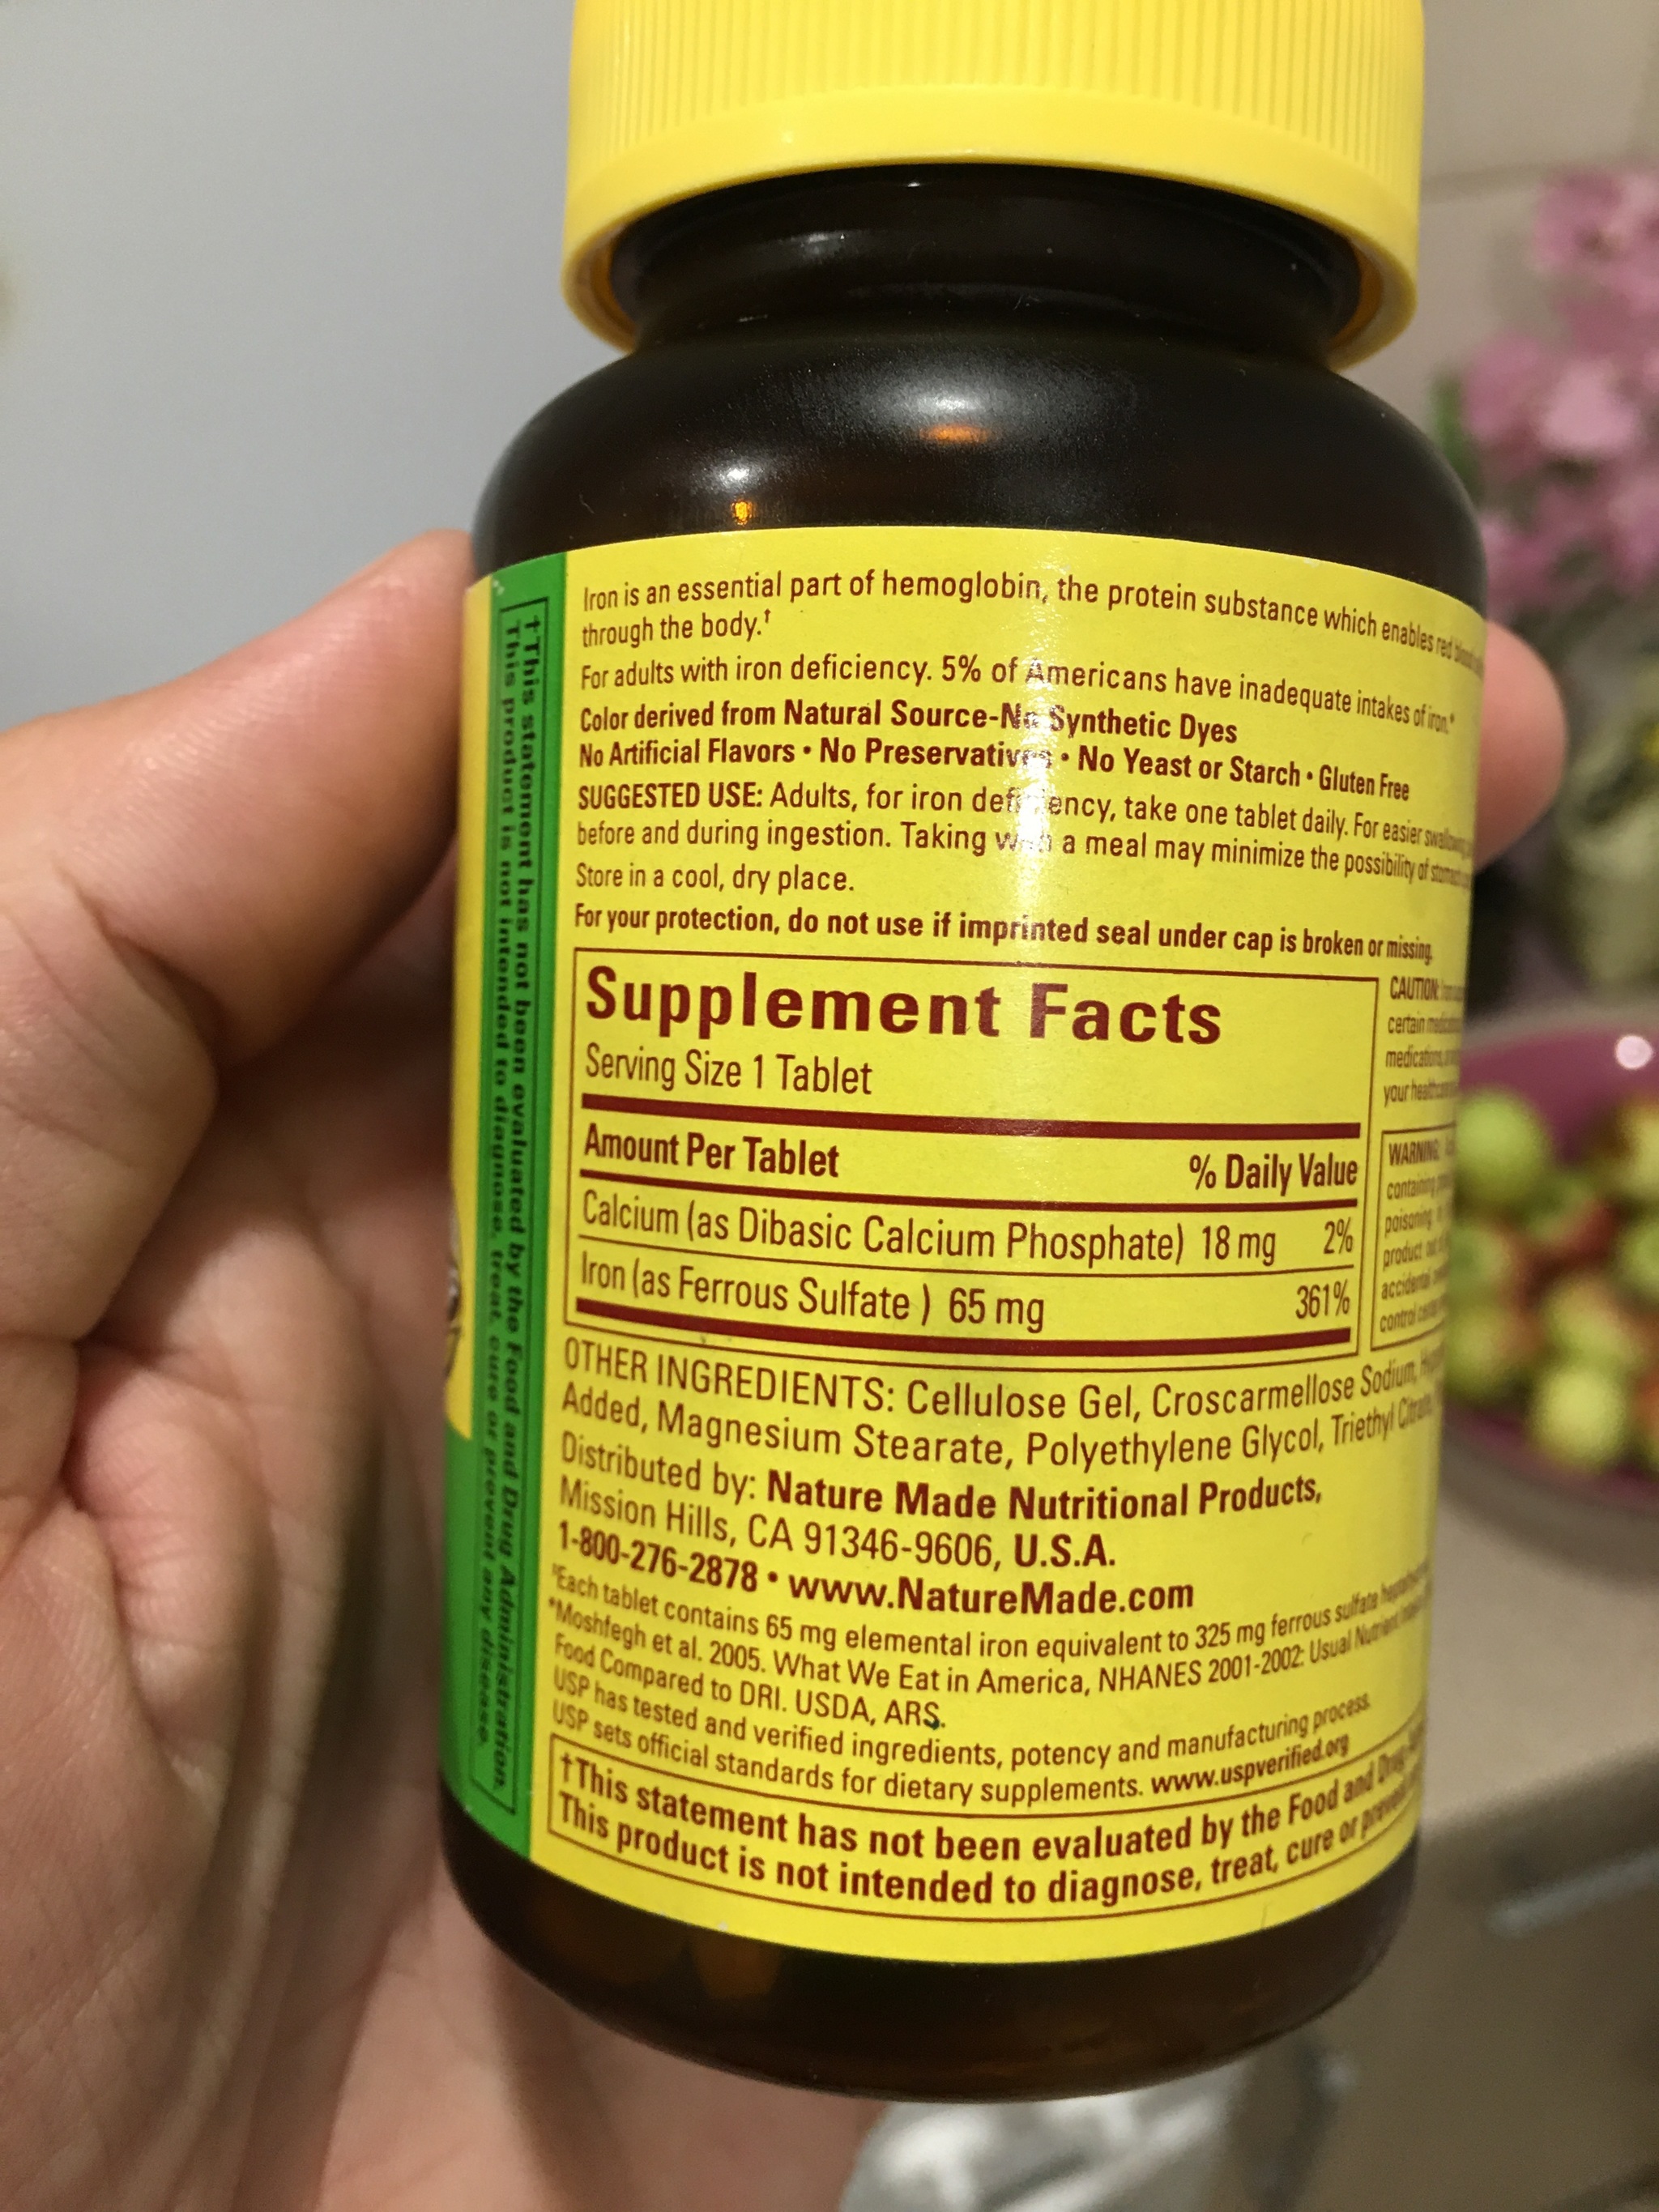 Iron is an essential part of hemoglobin, the protein substance which enables red
through the body.†
For adults with iron deficiency. 5% of Americans have inadequate intakes of iron.*
Color derived from Natural Source-No Synthetic Dyes
No Artificial Flavors • No Preservatives • No Yeast or Starch • Gluten Free
SUGGESTED USE: Adults, for iron deficiency, take one tablet daily. For easier swallowing
before and during ingestion. Taking with a meal may minimize the possibility of stomach
Store in a cool, dry place.
For your protection, do not use if imprinted seal under cap is broken or missing.
Supplement Facts
Serving Size 1 Tablet
Amount Per Tablet % Daily Value
Calcium (as Dibasic Calcium Phosphate) 18 mg 2%
Iron (as Ferrous Sulfate ) 65 mg 361%
CAUTION:
certain
medications,
your
WARNING:
containing
poisoning
product
accidental
control
OTHER INGREDIENTS: Cellulose Gel, Croscarmellose Sodium,
Added, Magnesium Stearate, Polyethylene Glycol, Triethyl Citrate
Distributed by: Nature Made Nutritional Products,
Mission Hills, CA 91346-9606, U.S.A.
1-800-276-2878 • www.NatureMade.com
Each tablet contains 65 mg elemental iron equivalent to 325 mg ferrous sulfate
*Moshfegh et al. 2005. What We Eat in America, NHANES 2001-2002: Usual Nutrient
Food Compared to DRI. USDA, ARS.
USP has tested and verified ingredients, potency and manufacturing process.
USP sets official standards for dietary supplements. www.uspverified.org
†This statement has not been evaluated by the Food and Drug
This product is not intended to diagnose, treat, cure or prevent
†This statement has not been evaluated by the Food and Drug Administration.
This product is not intended to diagnose, treat, cure or prevent any disease.